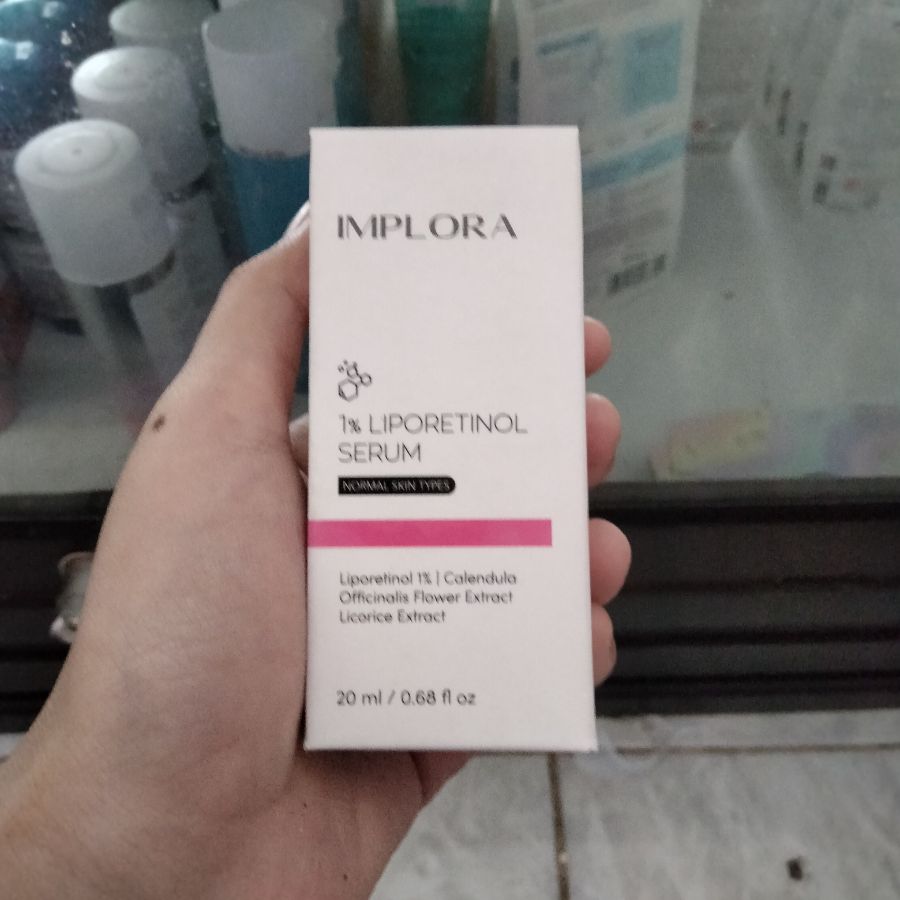 IMPLORA
1% LIPORETINOL
SERUM
NORMAL SKIN TYPES
Liporetinol 1% | Calendula
Officinalis Flower Extract
Licorice Extract
20 ml / 0.68 fl oz